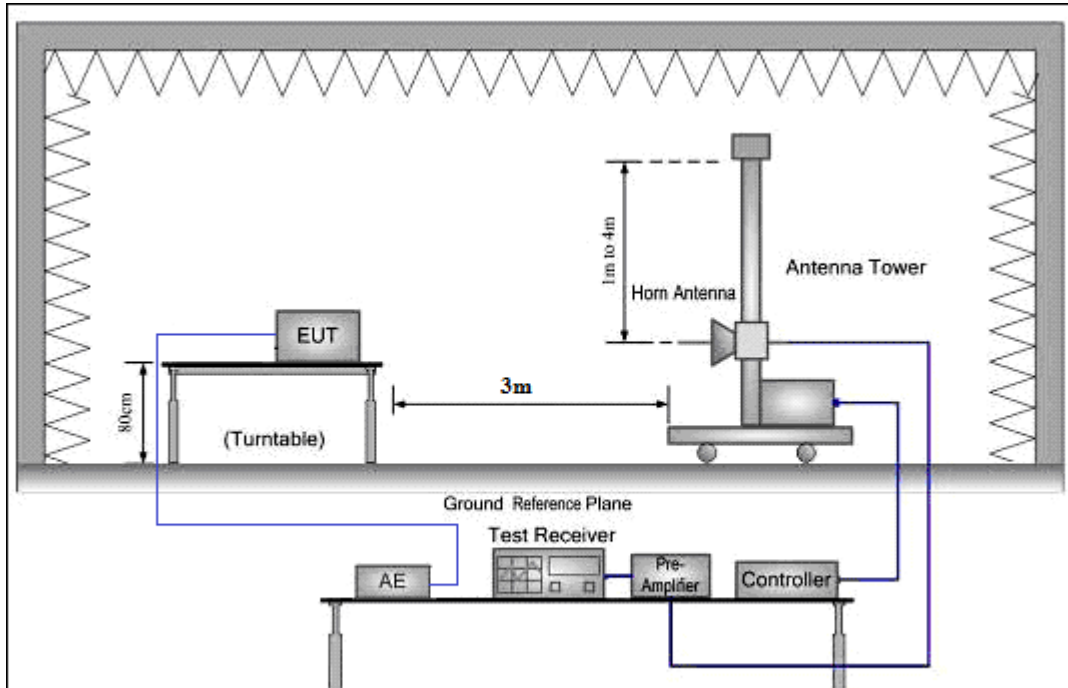 1m to 4m
Antenna Tower
Horn Antenna
EUT
3m
80cm
(Turntable)
Ground Reference Plane
Test Receiver
AE
Pre-
Amplifier
Controller